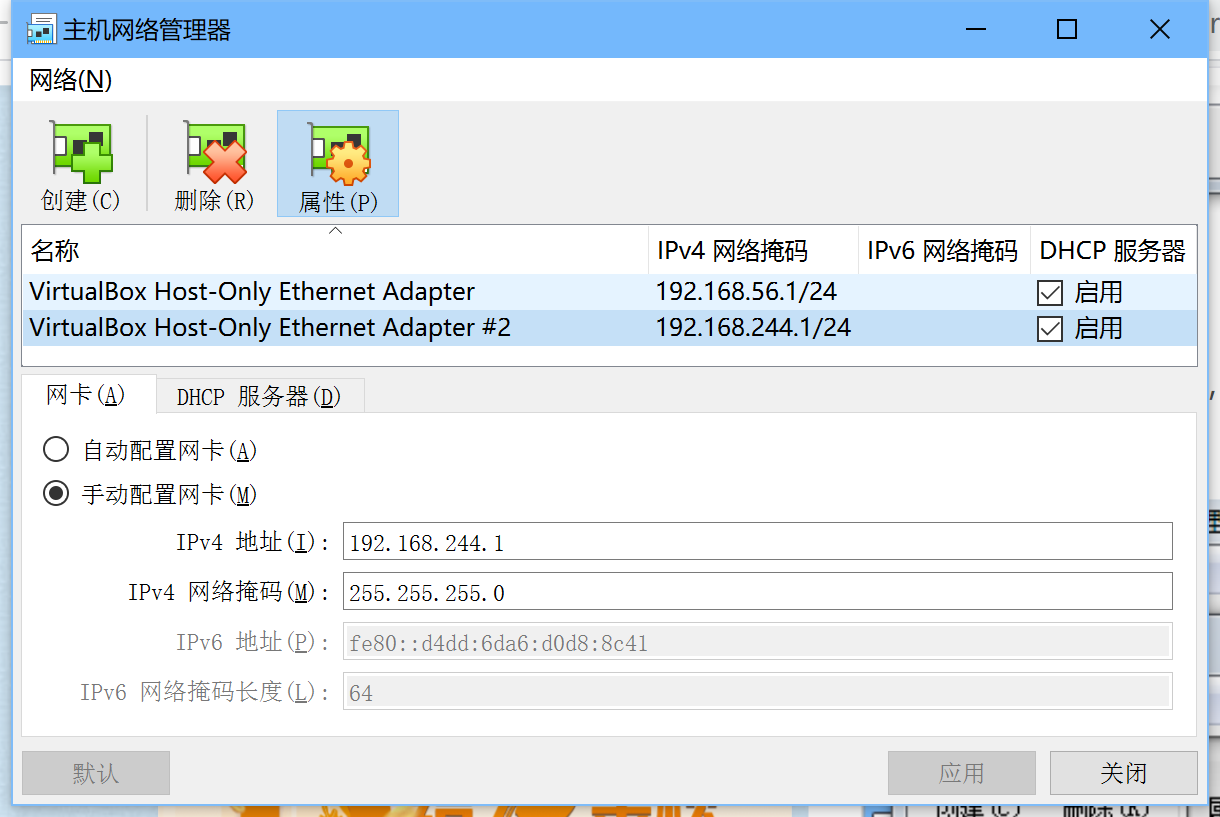 主机网络管理器
网络(N)
创建(C) 删除(R) 属性(P)
名称 IPv4 网络掩码 IPv6 网络掩码 DHCP 服务器
VirtualBox Host-Only Ethernet Adapter 192.168.56.1/24 启用
VirtualBox Host-Only Ethernet Adapter #2 192.168.244.1/24 启用
网卡(A) DHCP 服务器(D)
自动配置网卡(A)
手动配置网卡(M)
IPv4 地址(I): 192.168.244.1
IPv4 网络掩码(M): 255.255.255.0
IPv6 地址(P): fe80::d4dd:6da6:d0d8:8c41
IPv6 网络掩码长度(L): 64
默认 应用 关闭